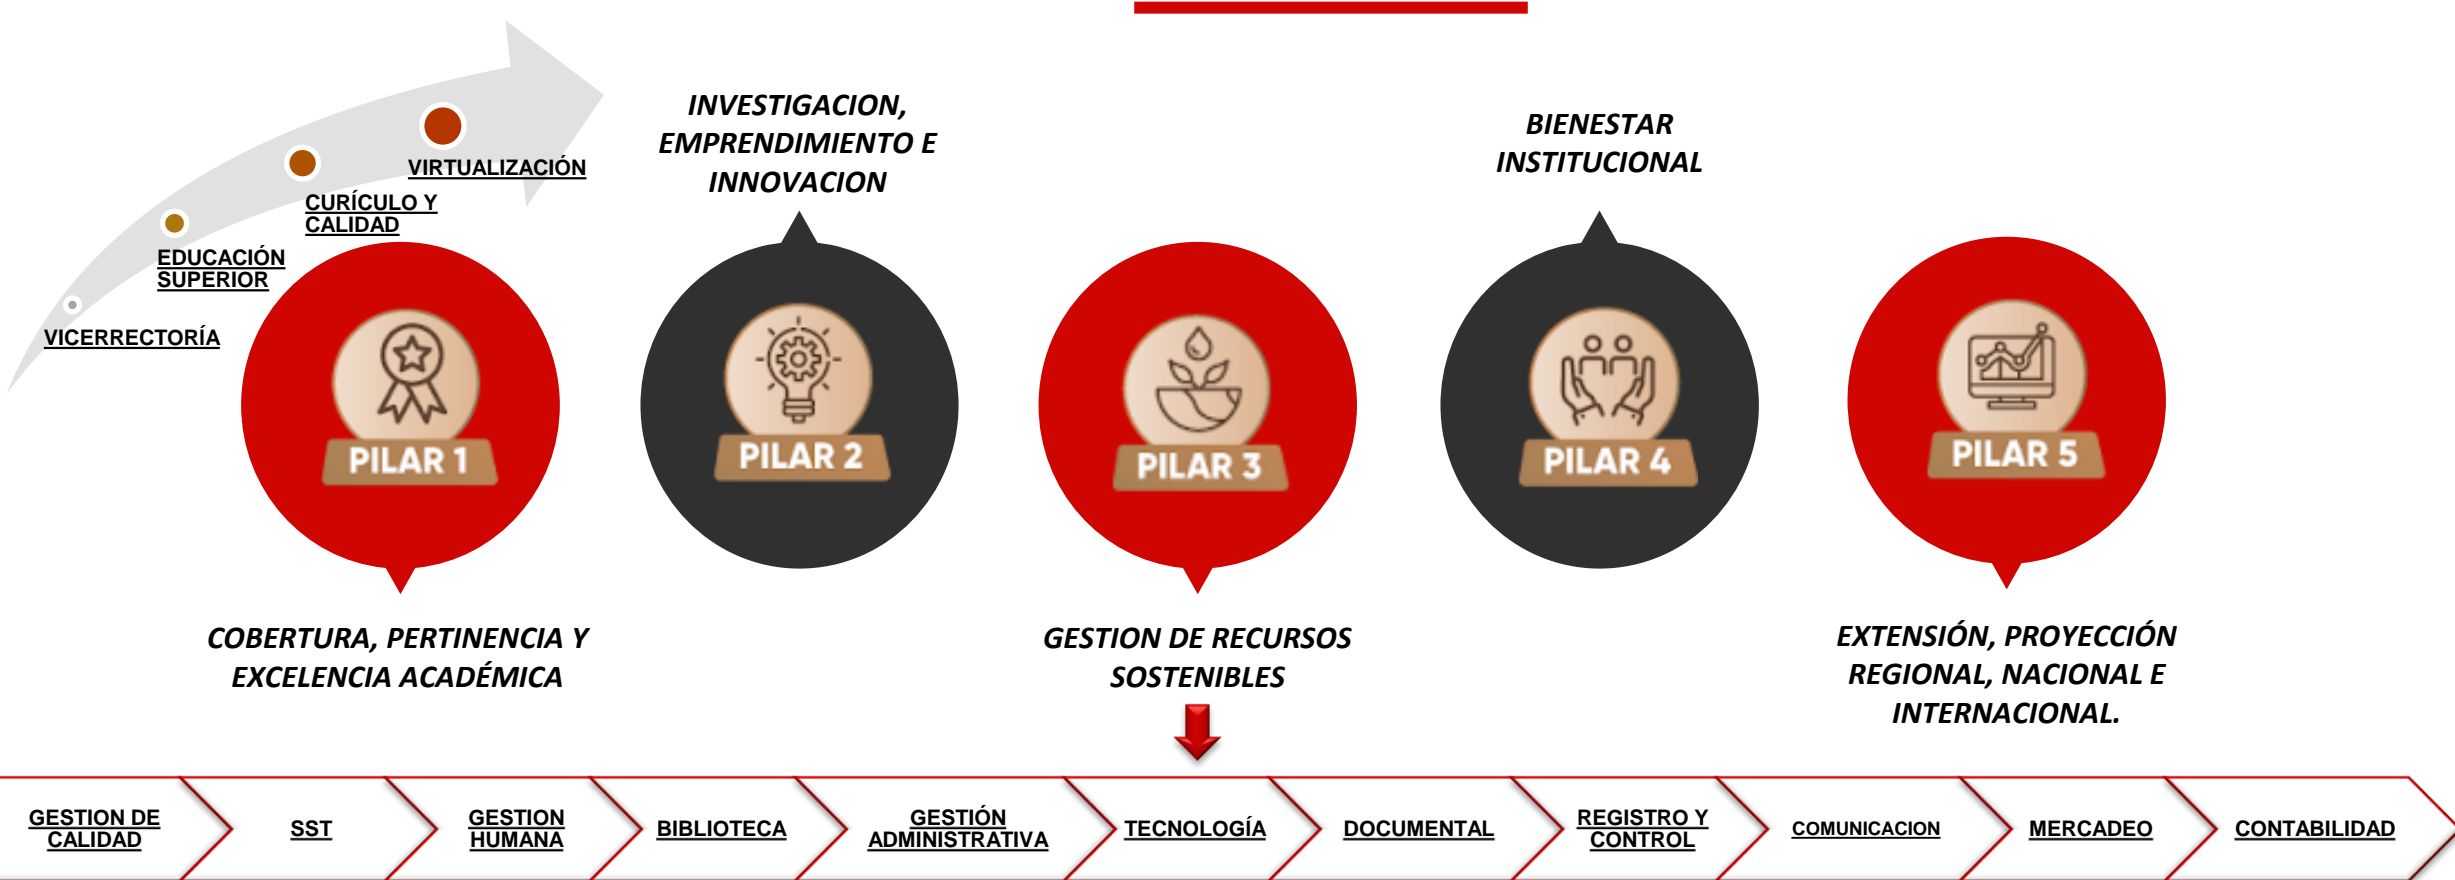 INVESTIGACION,
EMPRENDIMIENTO E
INNOVACION
BIENESTAR
INSTITUCIONAL
VIRTUALIZACIÓN
CURÍCULO Y
CALIDAD
EDUCACIÓN
SUPERIOR
VICERRECTORÍA
PILAR 1
PILAR 2
PILAR 3
PILAR 4
PILAR 5
COBERTURA, PERTINENCIA Y
EXCELENCIA ACADÉMICA
GESTION DE RECURSOS
SOSTENIBLES
EXTENSIÓN, PROYECCIÓN
REGIONAL, NACIONAL E
INTERNACIONAL.
GESTION DE
CALIDAD
SST
GESTION
HUMANA
BIBLIOTECA
GESTIÓN
ADMINISTRATIVA
TECNOLOGÍA
DOCUMENTAL
REGISTRO Y
CONTROL
COMUNICACION
MERCADEO
CONTABILIDAD